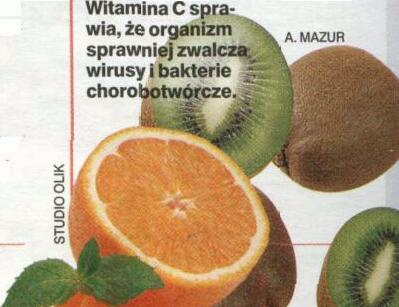 Witamina C spra-
wia, że organizm
sprawniej zwalcza
wirusy i bakterie
chorobotwórcze.
A. MAZUR
STUDIO OLIK